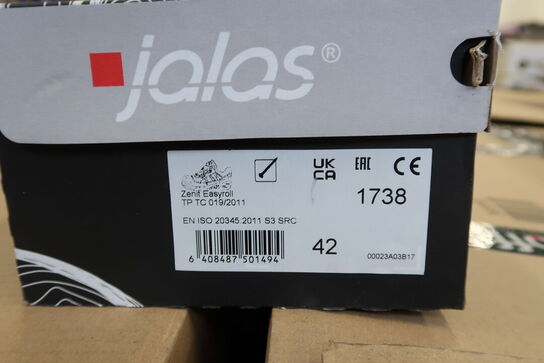 jalas®
UK CA EAC CE
Zenit Easyroll
TP TC 019/2011
1738
EN ISO 20345:2011 S3 SRC
42
6 408487 501494
00023A03B17